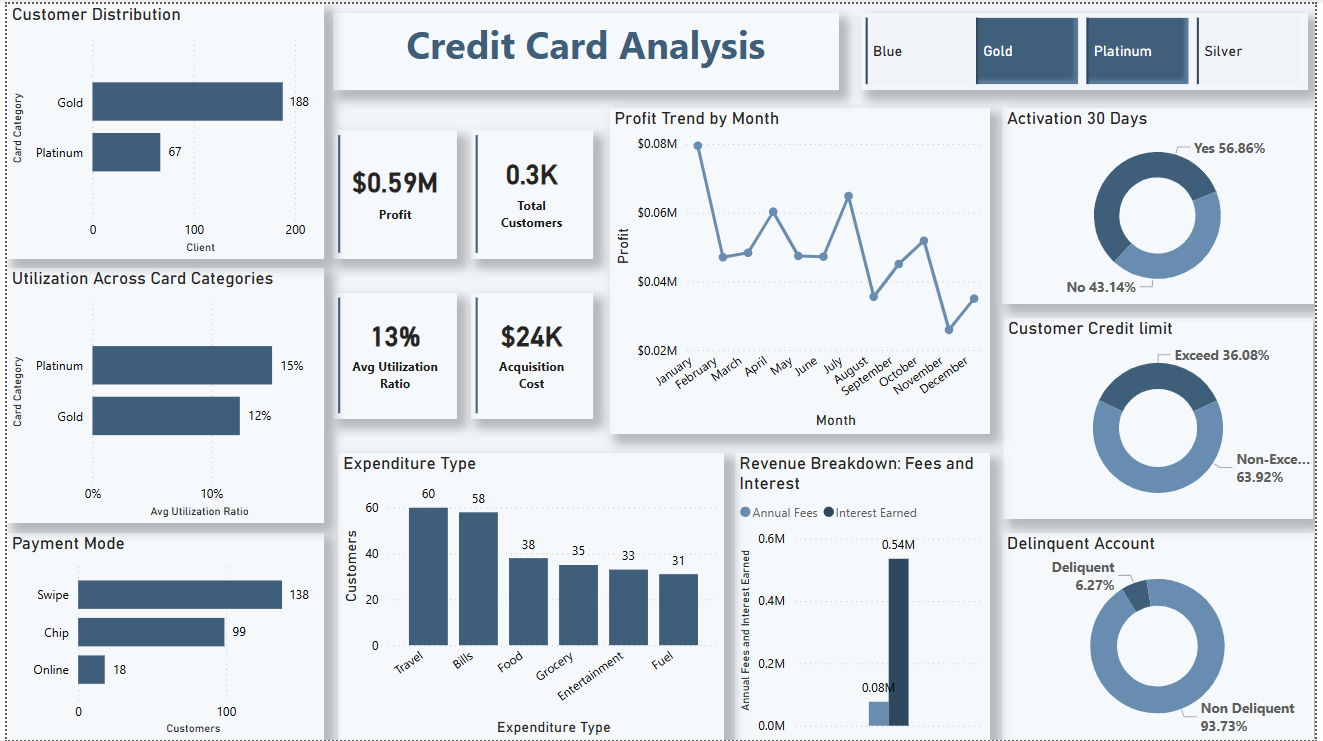 Customer Distribution
Card Category
Gold
188
Platinum
67
0
100
200
Client
Utilization Across Card Categories
Card Category
Platinum
15%
Gold
12%
0%
10%
Avg Utilization Ratio
Payment Mode
Swipe
138
Chip
99
Online
18
0
100
Customers
Credit Card Analysis
Blue
Gold
Platinum
Silver
$0.59M
Profit
0.3K
Total
Customers
13%
Avg Utilization
Ratio
$24K
Acquisition
Cost
Profit Trend by Month
Profit
$0.08M
$0.06M
$0.04M
$0.02M
January
February
March
April
May
June
July
August
September
October
November
December
Month
Expenditure Type
Customers
60
40
20
0
60
58
38
35
33
31
Travel
Bills
Food
Grocery
Entertainment
Fuel
Expenditure Type
Revenue Breakdown: Fees and
Interest
Annual Fees
Interest Earned
Annual Fees and Interest Earned
0.6M
0.4M
0.2M
0.0M
0.08M
0.54M
Activation 30 Days
Yes 56.86%
No 43.14%
Customer Credit limit
Exceed 36.08%
Non-Exce...
63.92%
Delinquent Account
Deliquent
6.27%
Non Deliquent
93.73%